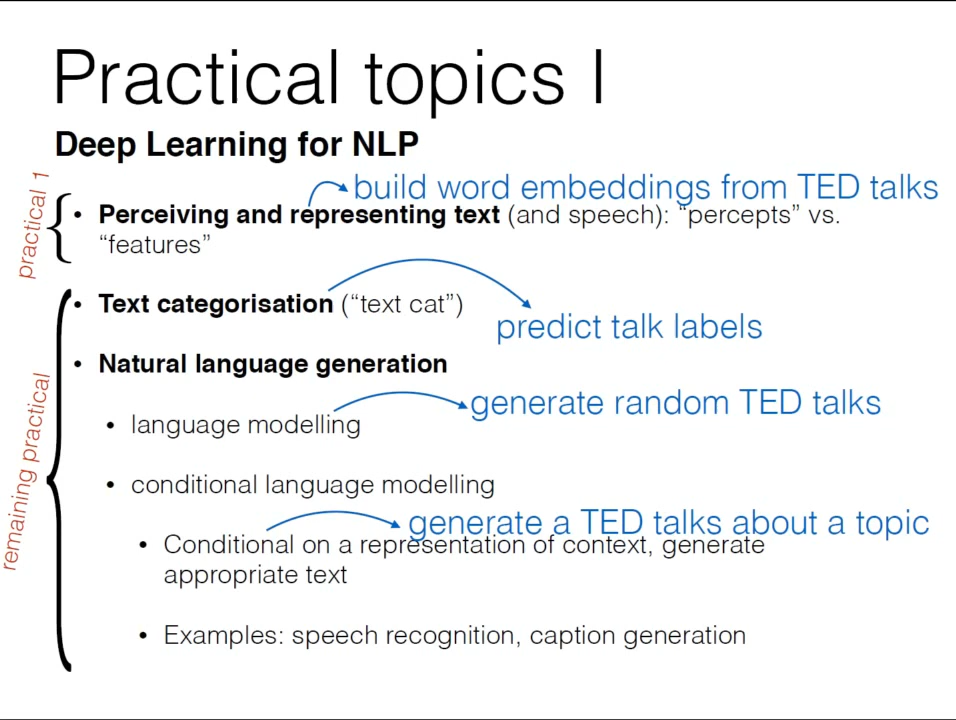 Practical topics I
Deep Learning for NLP
build word embeddings from TED talks
practical 1
• Perceiving and representing text (and speech): “percepts” vs.
“features”
• Text categorisation (“text cat”)
predict talk labels
• Natural language generation
generate random TED talks
• language modelling
remaining practical
• conditional language modelling
generate a TED talks about a topic
• Conditional on a representation of context, generate
appropriate text
• Examples: speech recognition, caption generation